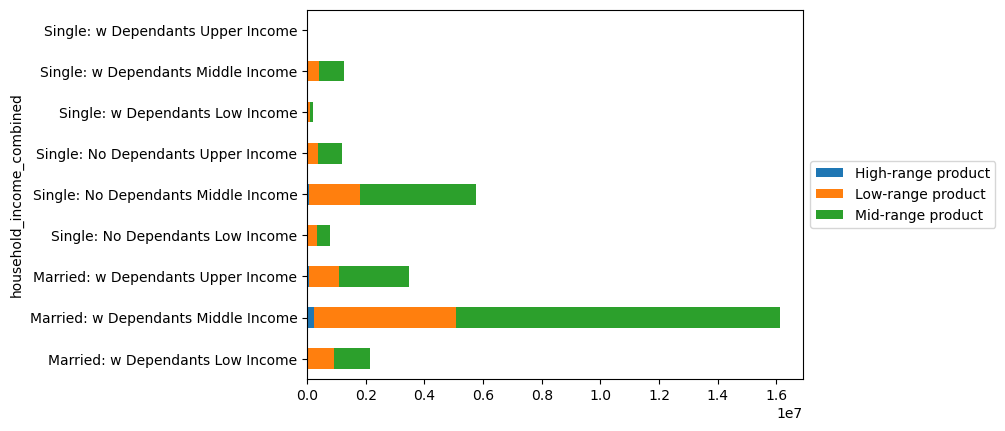 Single: w Dependants Upper Income
Single: w Dependants Middle Income
Single: w Dependants Low Income
Single: No Dependants Upper Income
Single: No Dependants Middle Income
Single: No Dependants Low Income
Married: w Dependants Upper Income
Married: w Dependants Middle Income
Married: w Dependants Low Income
household_income_combined
0.0 0.2 0.4 0.6 0.8 1.0 1.2 1.4 1.6
1e7
High-range product
Low-range product
Mid-range product